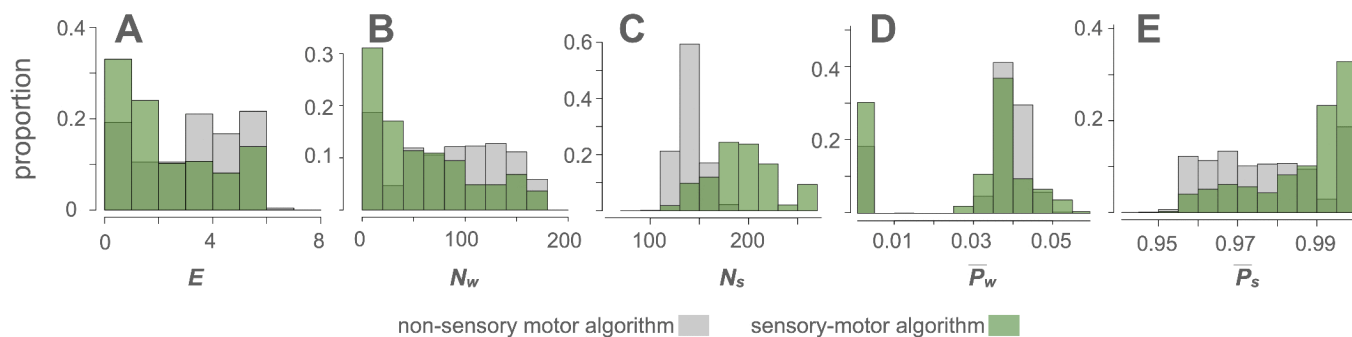 A B C D E
proportion
0.4
0.2
0
0 4 8
E
0.3
0.2
0.1
0 100 200
Nw
0.6
0.4
0.2
0
100 200
Ns
0.4
0.2
0
0.01 0.03 0.05
P̅w
0.4
0.2
0
0.95 0.97 0.99
P̅s
non-sensory motor algorithm
sensory-motor algorithm